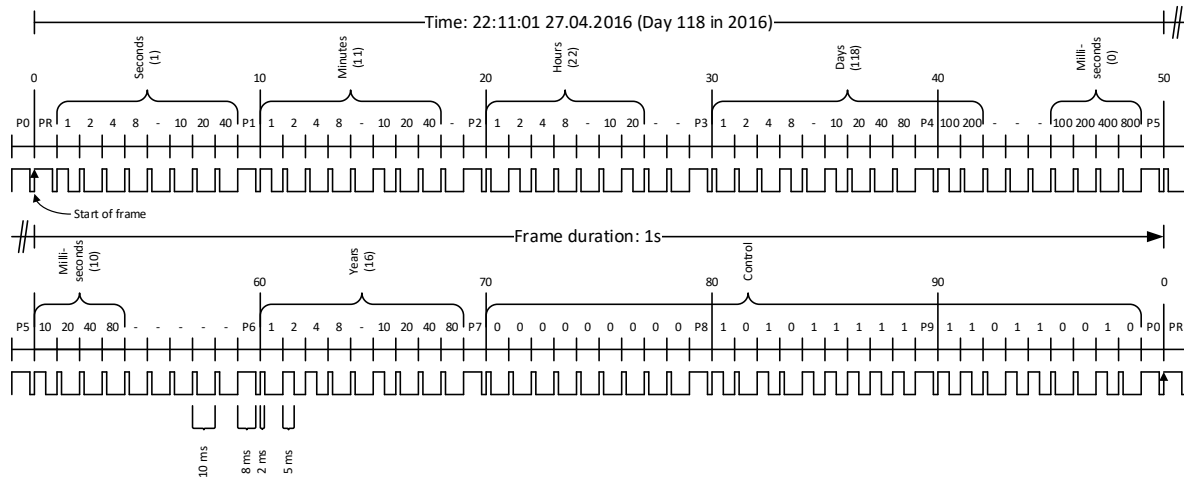 Time: 22:11:01 27.04.2016 (Day 118 in 2016)
Seconds (1)
Minutes (11)
Hours (22)
Days (118)
Milli-
seconds (0)
0 10 20 30 40 50
P0 PR 1 2 4 8 - 10 20 40 P1 1 2 4 8 - 10 20 40 - P2 1 2 4 8 - 10 20 - - P3 1 2 4 8 - 10 20 40 80 P4 100 200 - - - 100 200 400 800 P5
Start of frame
Frame duration: 1s
Milli-
seconds (10)
Years (16)
Control
60 70 80 90 0
P5 10 20 40 80 - - - - - P6 1 2 4 8 - 10 20 40 80 P7 0 0 0 0 0 0 0 0 0 P8 1 0 1 0 1 1 1 1 1 P9 1 1 0 1 1 0 0 1 0 P0 PR
10 ms
8 ms
2 ms
5 ms